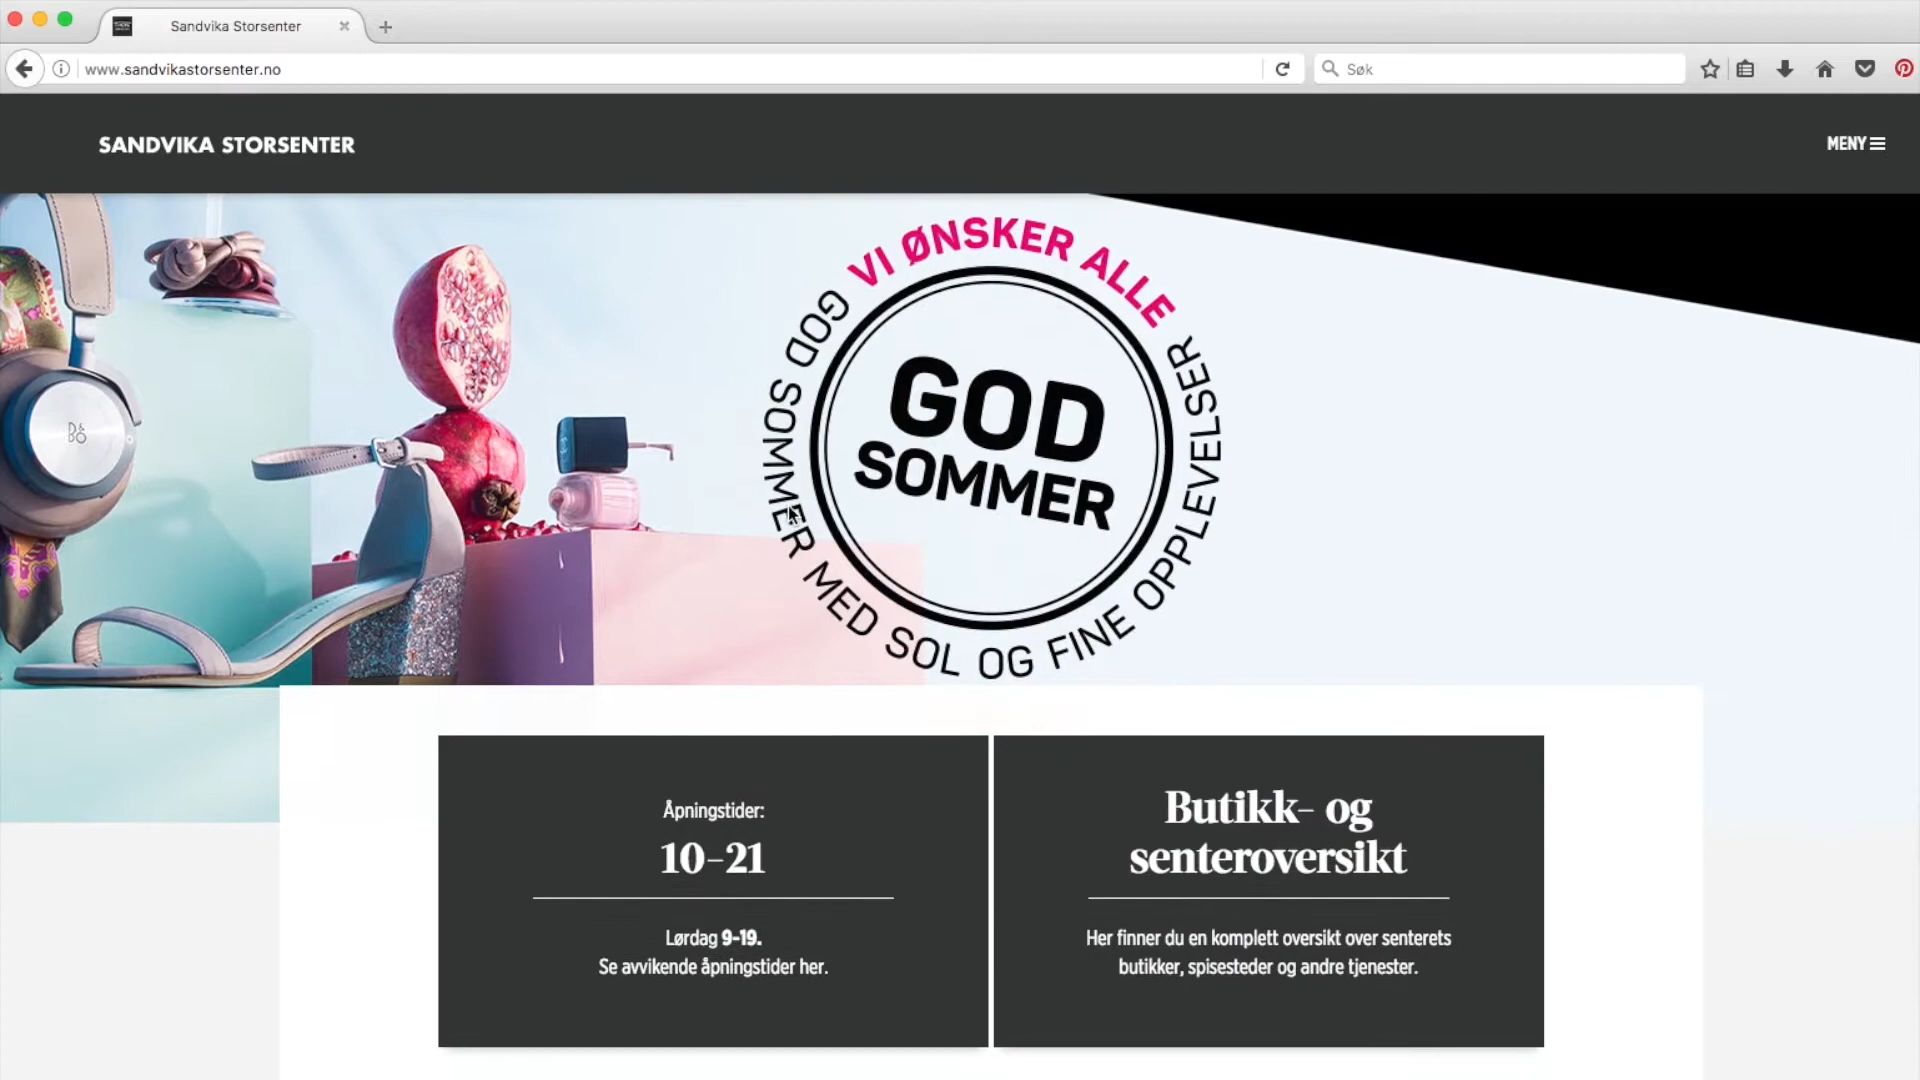 Sandvika Storsenter
www.sandvikastorsenter.no
Søk
SANDVIKA STORSENTER
MENY
VI ØNSKER ALLE
GOD SOMMER MED SOL OG FINE OPPLEVELSER
GOD
SOMMER
B&O
Åpningstider:
10-21
Lørdag 9-19.
Se avvikende åpningstider her.
Butikk- og
senteroversikt
Her finner du en komplett oversikt over senterets
butikker, spisesteder og andre tjenester.